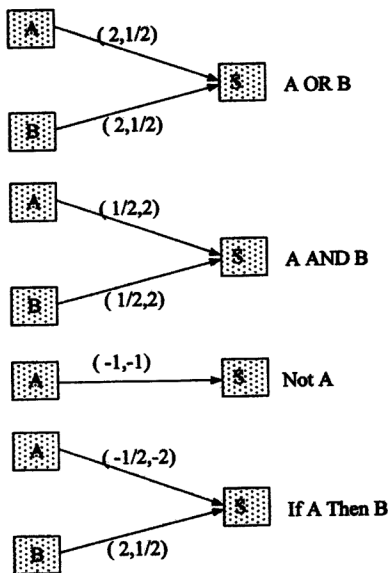 A
( 2,1/2)
S A OR B
B
( 2,1/2)
A
( 1/2,2)
S A AND B
B
( 1/2,2)
A
( -1,-1)
S Not A
A
( -1/2,-2)
S If A Then B
B
( 2,1/2)